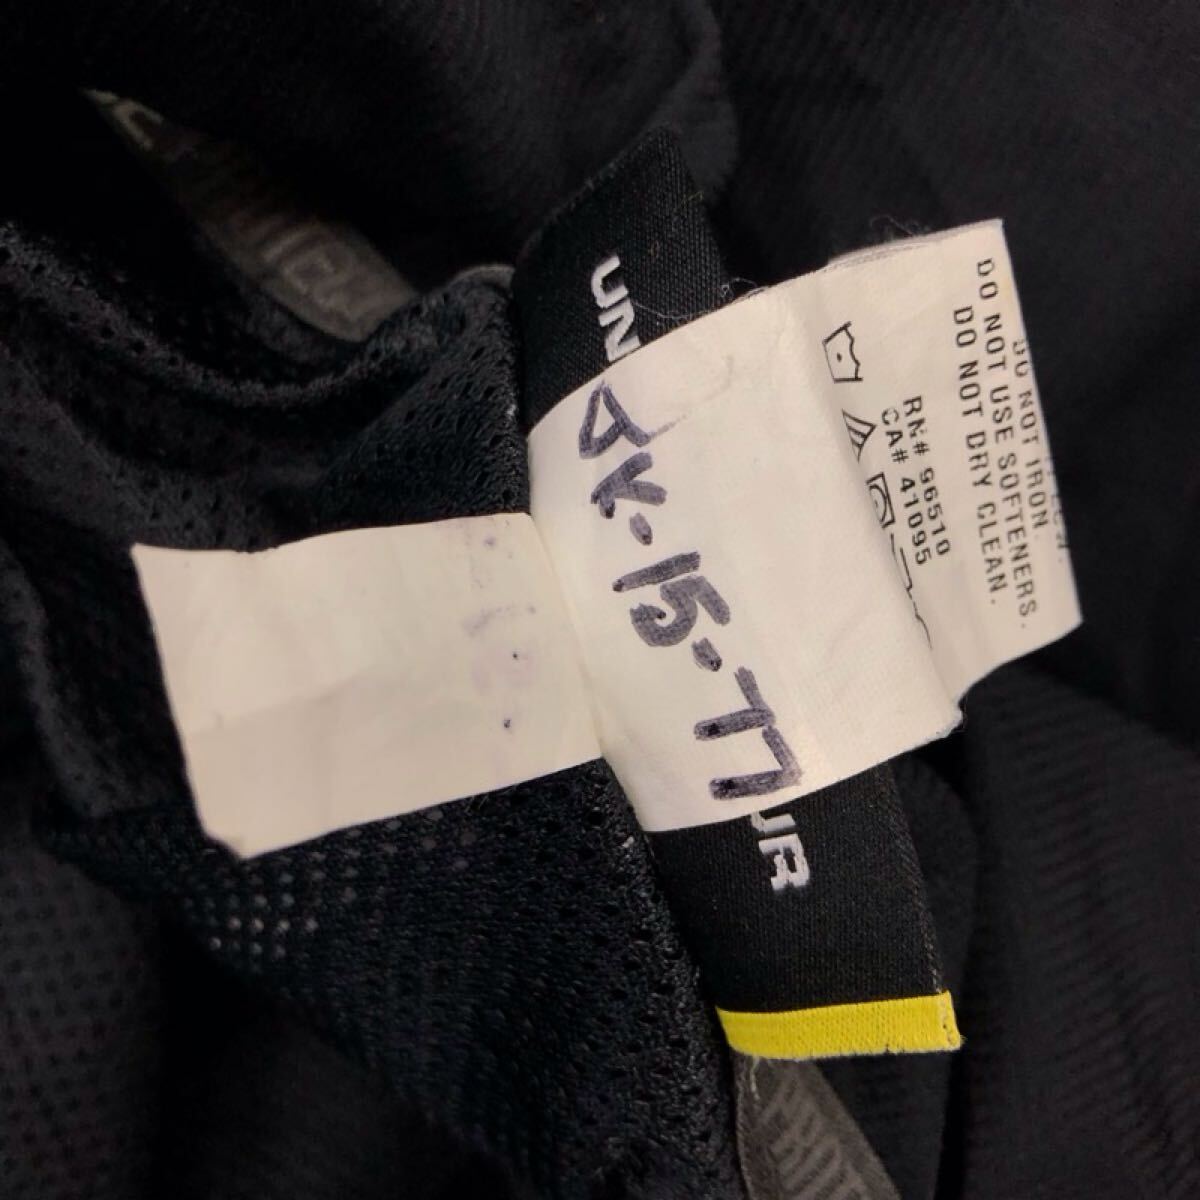 UN
UR
DK-15-77
RN# 96510
CA# 41095
DO NOT IRON.
DO NOT USE SOFTENERS.
DO NOT DRY CLEAN.